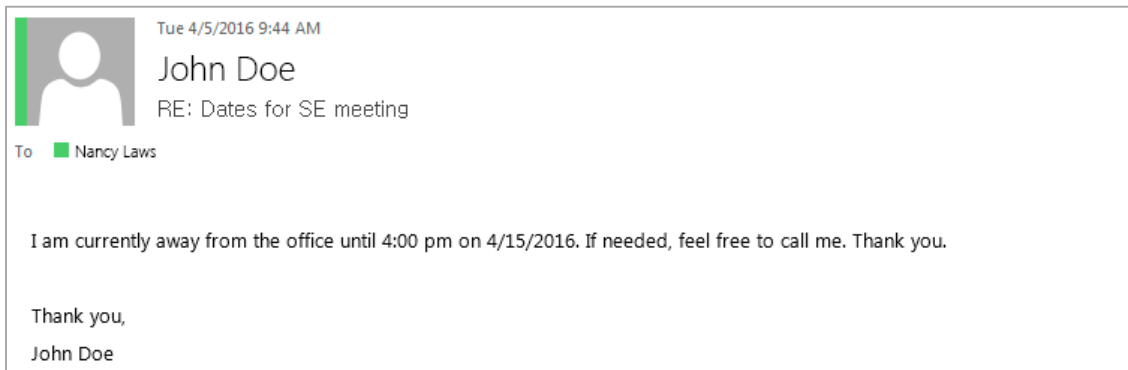 Tue 4/5/2016 9:44 AM
John Doe
RE: Dates for SE meeting
To Nancy Laws
I am currently away from the office until 4:00 pm on 4/15/2016. If needed, feel free to call me. Thank you.
Thank you,
John Doe